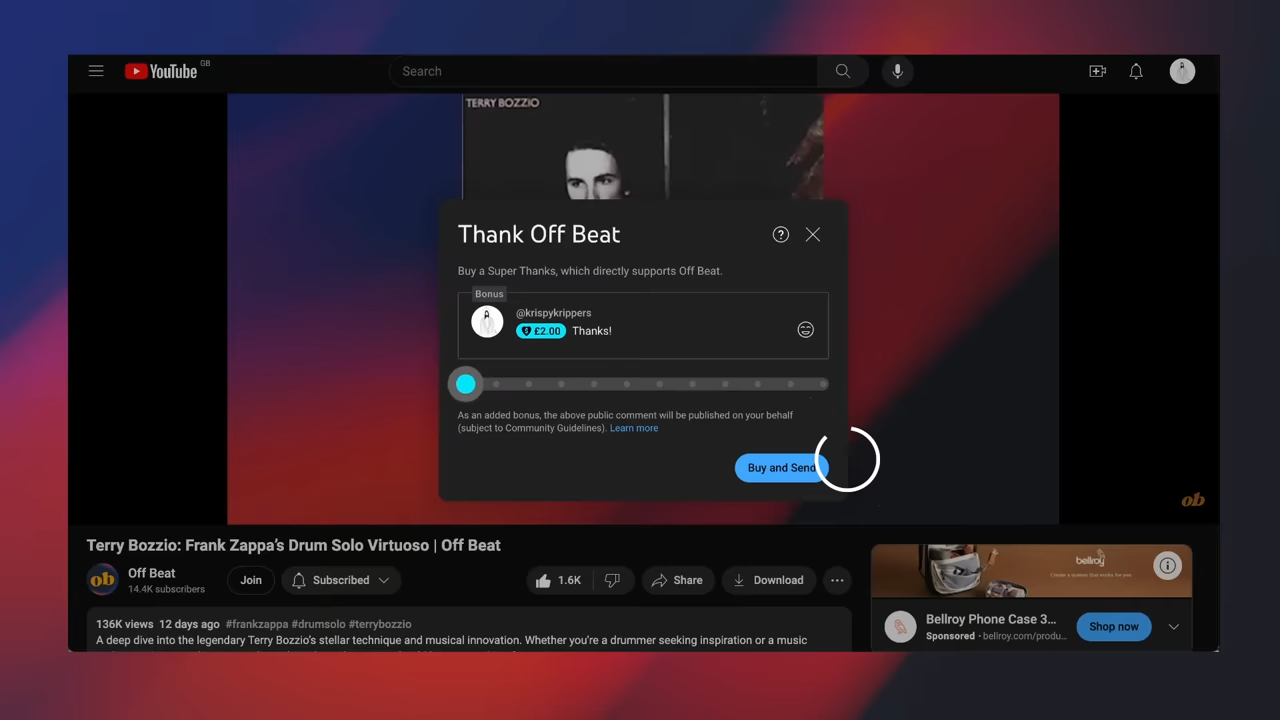 YouTube GB
Search
TERRY BOZZIO
Thank Off Beat
Buy a Super Thanks, which directly supports Off Beat.
Bonus
@krispykrippers
£2.00 Thanks!
As an added bonus, the above public comment will be published on your behalf
(subject to Community Guidelines). Learn more
Buy and Send
ob
Terry Bozzio: Frank Zappa’s Drum Solo Virtuoso | Off Beat
ob
Off Beat
14.4K subscribers
Join
Subscribed
1.6K
Share
Download
136K views 12 days ago #frankzappa #drumsolo #terrybozzio
A deep dive into the legendary Terry Bozzio’s stellar technique and musical innovation. Whether you're a drummer seeking inspiration or a music
bellroy
Bellroy Phone Case 3...
Sponsored · bellroy.com/produ...
Shop now